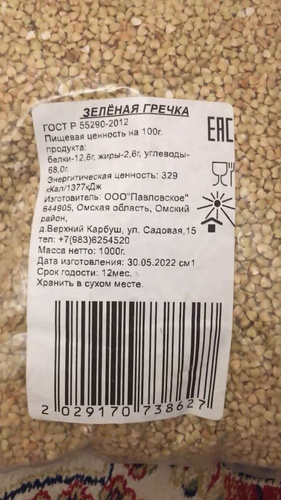 ЗЕЛЁНАЯ ГРЕЧКА
ГОСТ Р 55290-2012
Пищевая ценность на 100г.
продукта:
белки-12,6г, жиры-2,6г, углеводы-
68,0г.
Энергитическая ценность: 329
кКал/1377кДж
Изготовитель: ООО"Павловское"
644905, Омская область, Омский
район,
д.Верхний Карбуш, ул. Садовая,15
тел: +7(983)6254520
Масса нетто: 1000г.
Дата изготовления: 30.05.2022 см1
Срок годости: 12мес.
Хранить в сухом месте.
EAC
2 029170 738627